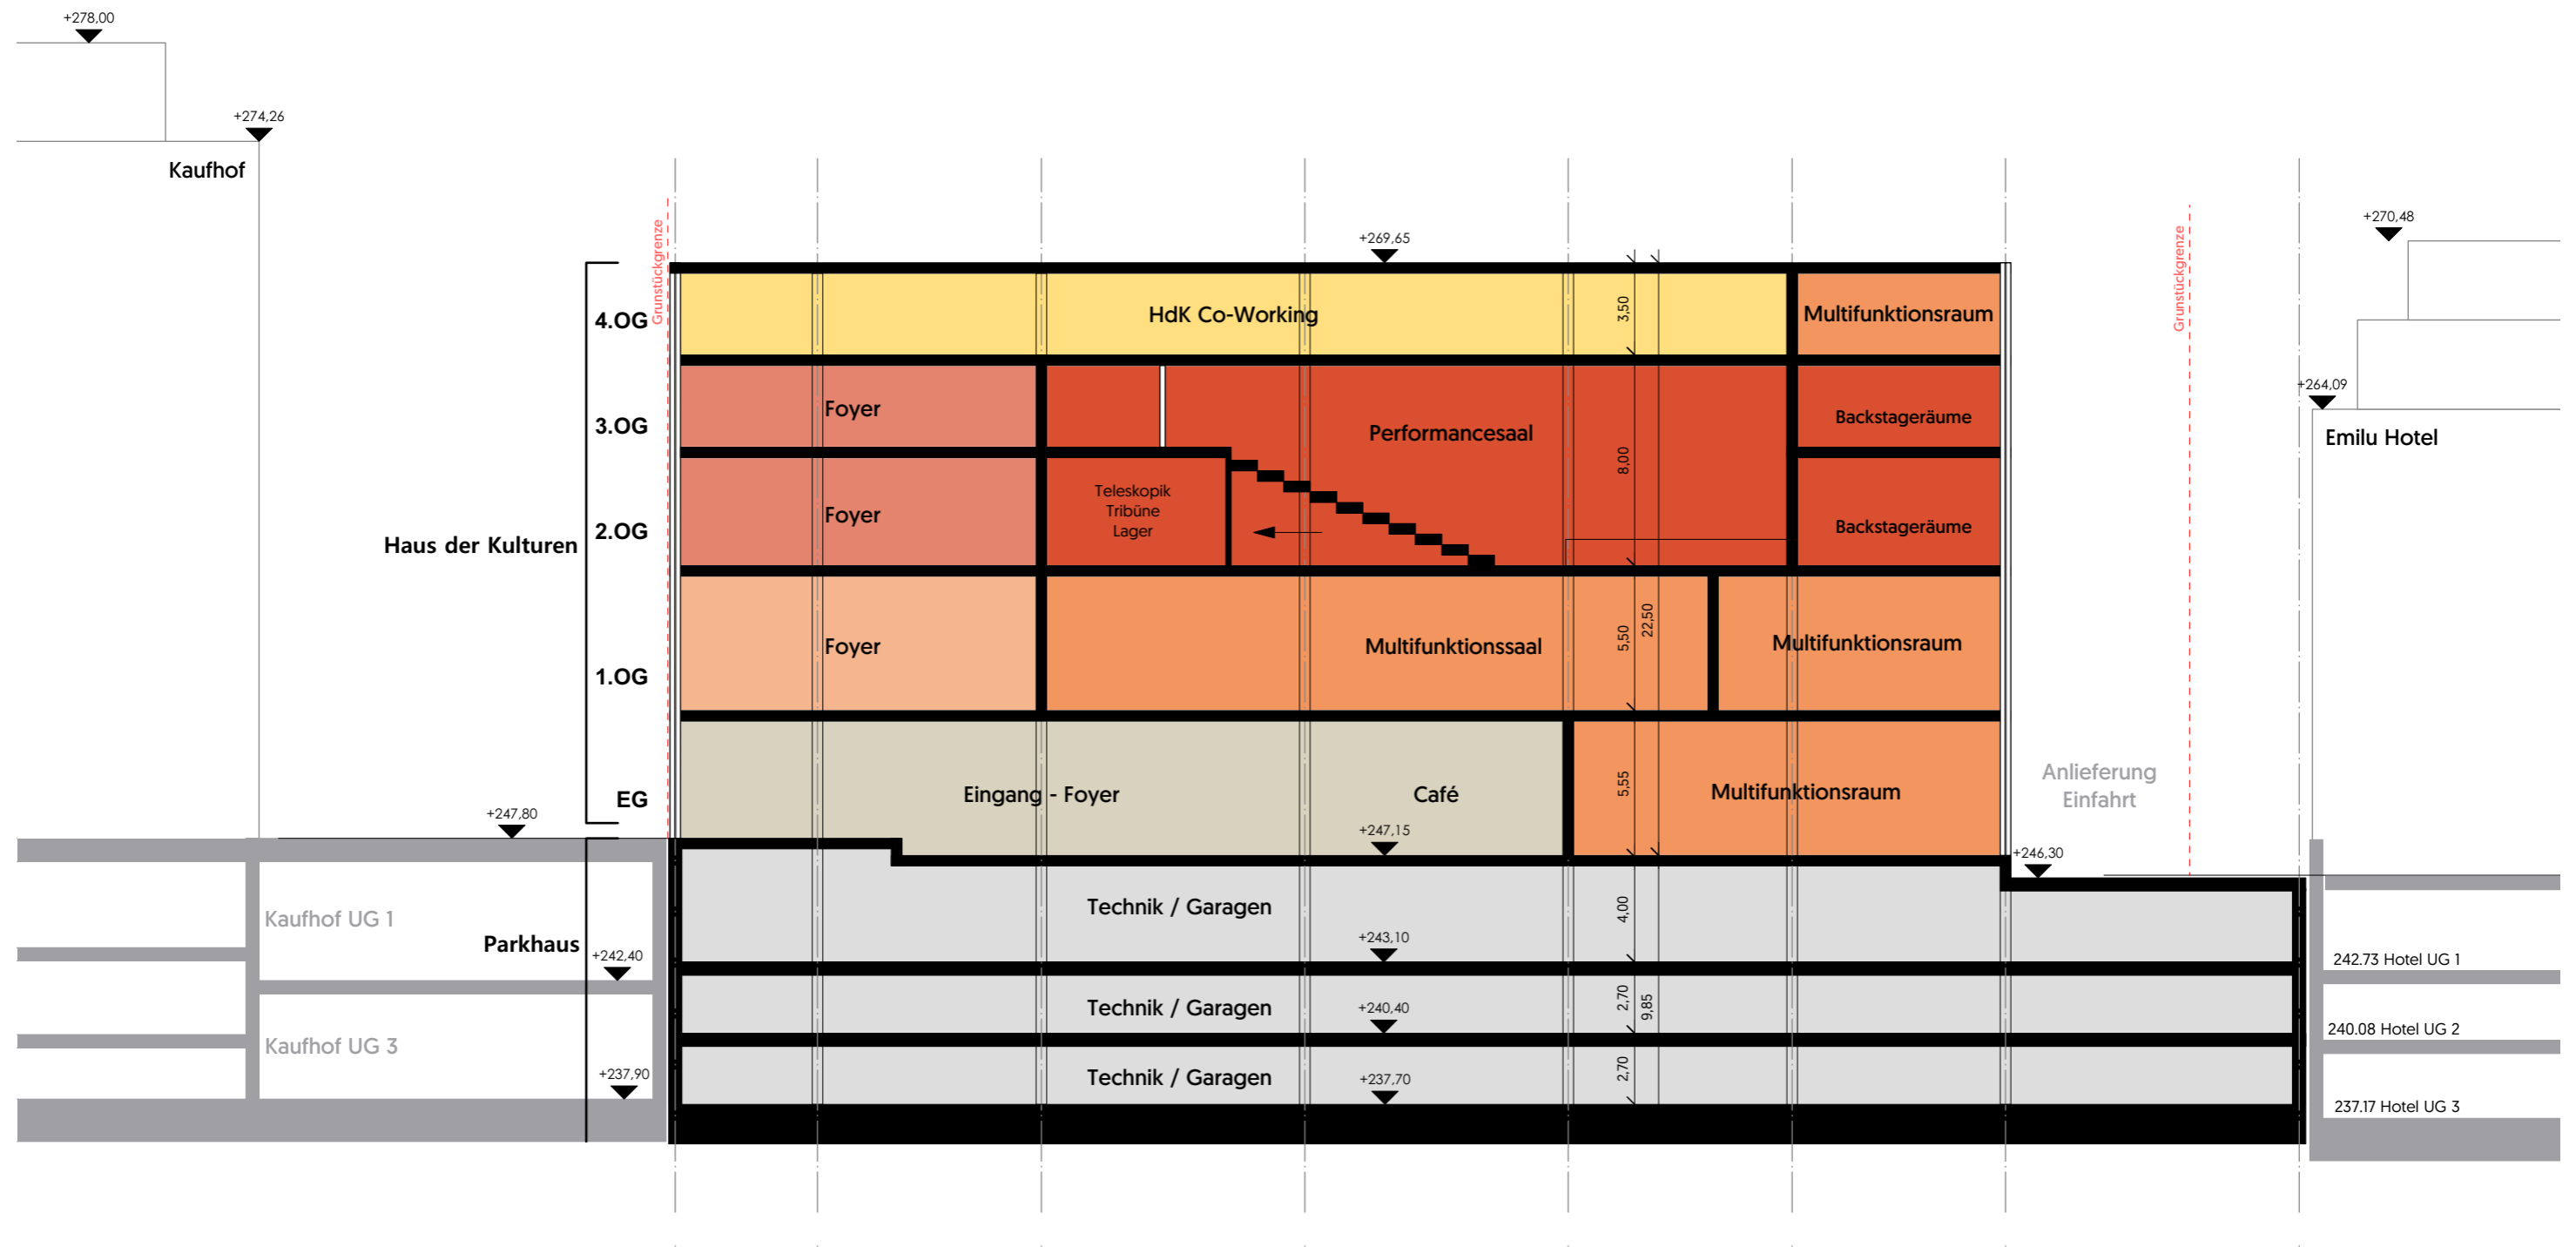 +278,00
+274,26
Kaufhof
Grunstückgrenze
+269,65
Grunstückgrenze
+270,48
4.OG
HdK Co-Working
3,50
Multifunktionsraum
+264,09
Emilu Hotel
3.OG
Foyer
Performancesaal
Backstageräume
8,00
Haus der Kulturen
2.OG
Foyer
Teleskopik
Tribüne
Lager
Backstageräume
1.OG
Foyer
Multifunktionssaal
5,50
22,50
Multifunktionsraum
EG
Eingang - Foyer
Café
5,55
Multifunktionsraum
Anlieferung
Einfahrt
+247,80
+247,15
+246,30
Kaufhof UG 1
Technik / Garagen
4,00
Parkhaus
+242,40
+243,10
242.73 Hotel UG 1
Technik / Garagen
+240,40
2,70
9,85
240.08 Hotel UG 2
Kaufhof UG 3
+237,90
Technik / Garagen
+237,70
2,70
237.17 Hotel UG 3